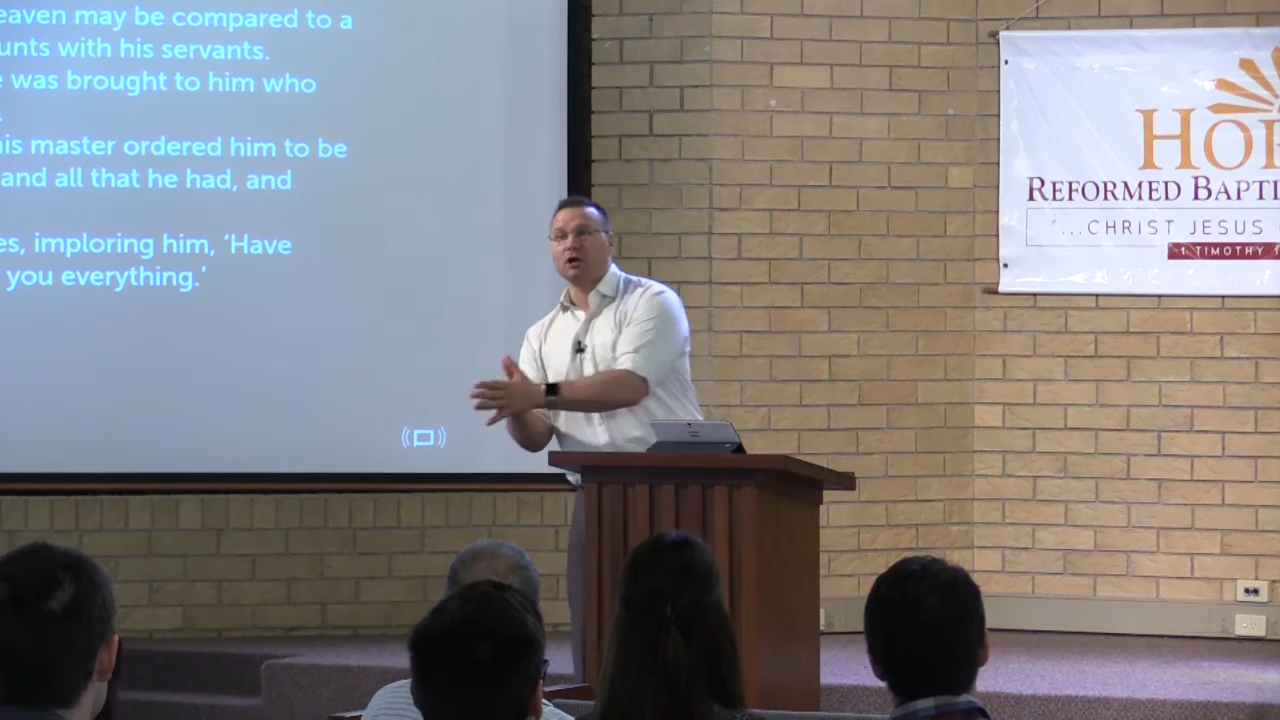 eaven may be compared to a
unts with his servants.
e was brought to him who
.
his master ordered him to be
and all that he had, and
es, imploring him, ‘Have
you everything.’
HOP
REFORMED BAPTI
"...CHRIST JESUS
1 TIMOTHY 1